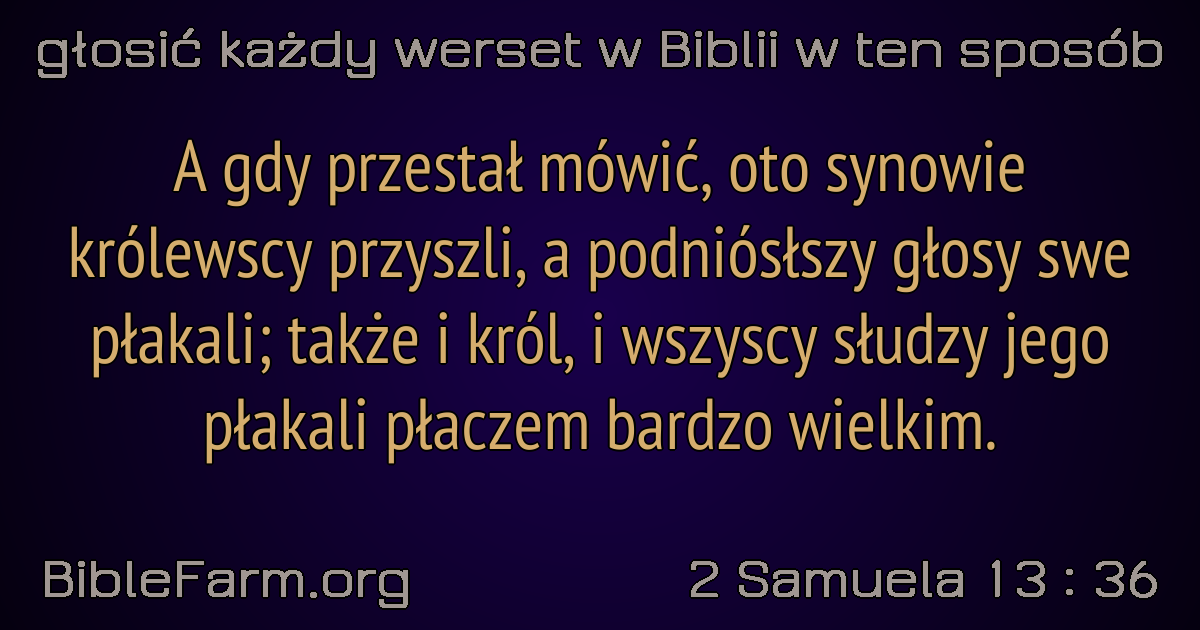 głosić każdy werset w Biblii w ten sposób
A gdy przestał mówić, oto synowie
królewscy przyszli, a podniósłszy głosy swe
płakali; także i król, i wszyscy słudzy jego
płakali płaczem bardzo wielkim.
BibleFarm.org
2 Samuela 13 : 36